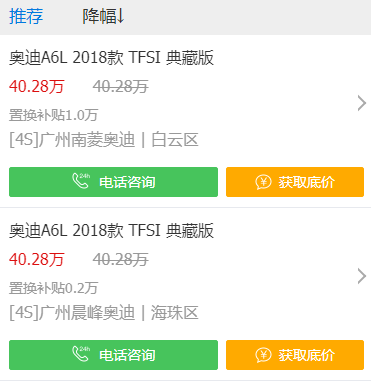 推荐 降幅↓
奥迪A6L 2018款 TFSI 典藏版
40.28万 40.28万
置换补贴1.0万
[4S]广州南菱奥迪 | 白云区
24h 电话咨询 ¥ 获取底价
奥迪A6L 2018款 TFSI 典藏版
40.28万 40.28万
置换补贴0.2万
[4S]广州晨峰奥迪 | 海珠区
24h 电话咨询 ¥ 获取底价